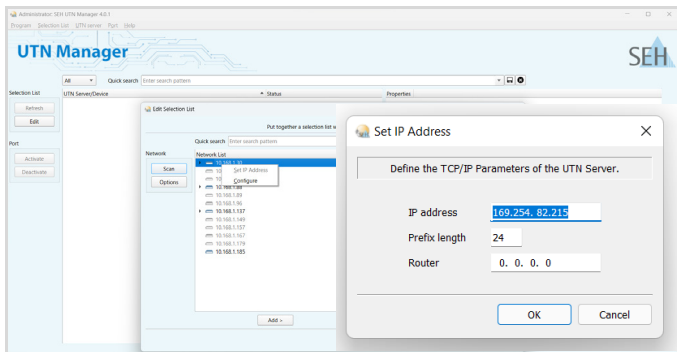 Administrator: SEH UTN Manager 4.0.1
Program Selection List UTN server Port Help
UTN Manager
SEH
All
Quick search
Enter search pattern
Selection List
UTN Server/Device
Status
Properties
Refresh
Edit
Port
Activate
Deactivate
Edit Selection List
Put together a selection list w
Quick search
Enter search pattern
Network
Network List
Scan
Options
10.168.1.30
10
10
10.168.1.88
10.168.1.89
10.168.1.96
10.168.1.137
10.168.1.149
10.168.1.157
10.168.1.167
10.168.1.179
10.168.1.185
Set IP Address
Configure
Add >
Set IP Address
Define the TCP/IP Parameters of the UTN Server.
IP address
169.254. 82.215
Prefix length
24
Router
0. 0. 0. 0
OK
Cancel